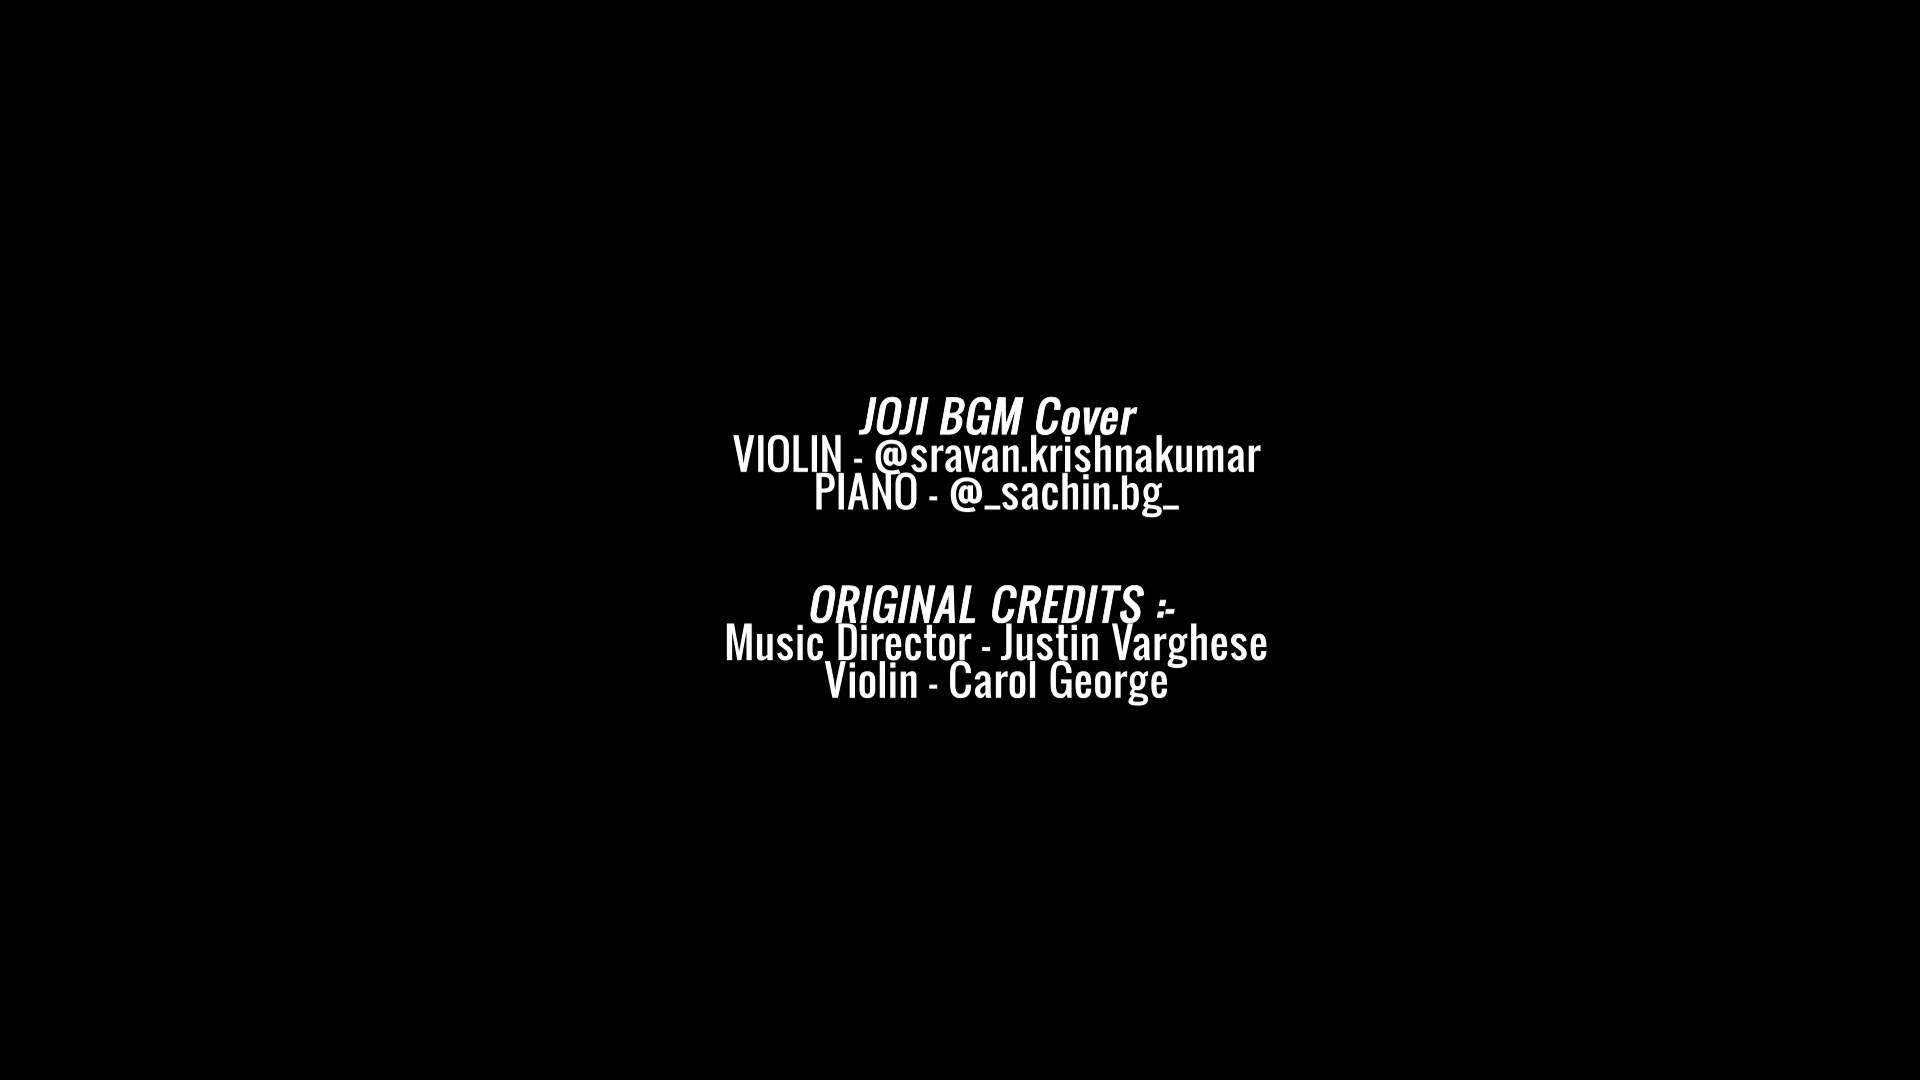 JOJI BGM Cover
VIOLIN - @sravan.krishnakumar
PIANO - @_sachin.bg_
ORIGINAL CREDITS :-
Music Director - Justin Varghese
Violin - Carol George